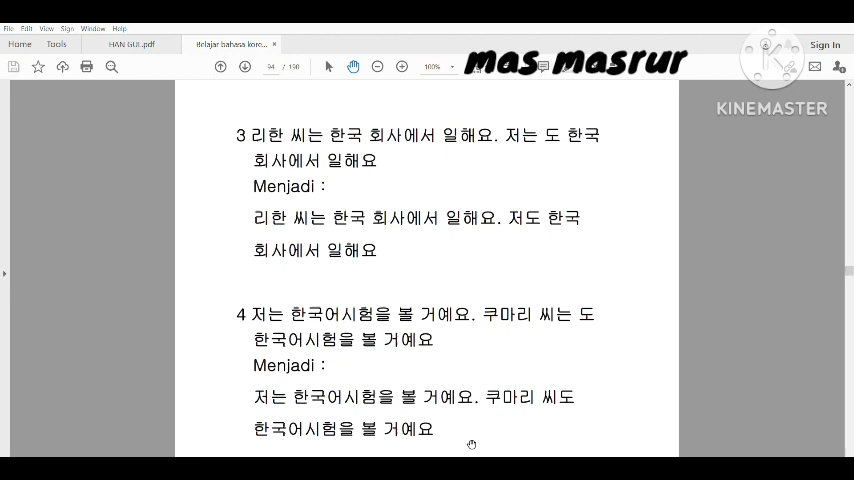 File Edit View Sign Window Help
Home Tools HAN GUL.pdf Belajar bahasa kore... × Sign In
94 / 190 100%
mas masrur
KINEMASTER
3 리한 씨는 한국 회사에서 일해요. 저는 도 한국
회사에서 일해요
Menjadi :
리한 씨는 한국 회사에서 일해요. 저도 한국
회사에서 일해요
4 저는 한국어시험을 볼 거예요. 쿠마리 씨는 도
한국어시험을 볼 거예요
Menjadi :
저는 한국어시험을 볼 거예요. 쿠마리 씨도
한국어시험을 볼 거예요